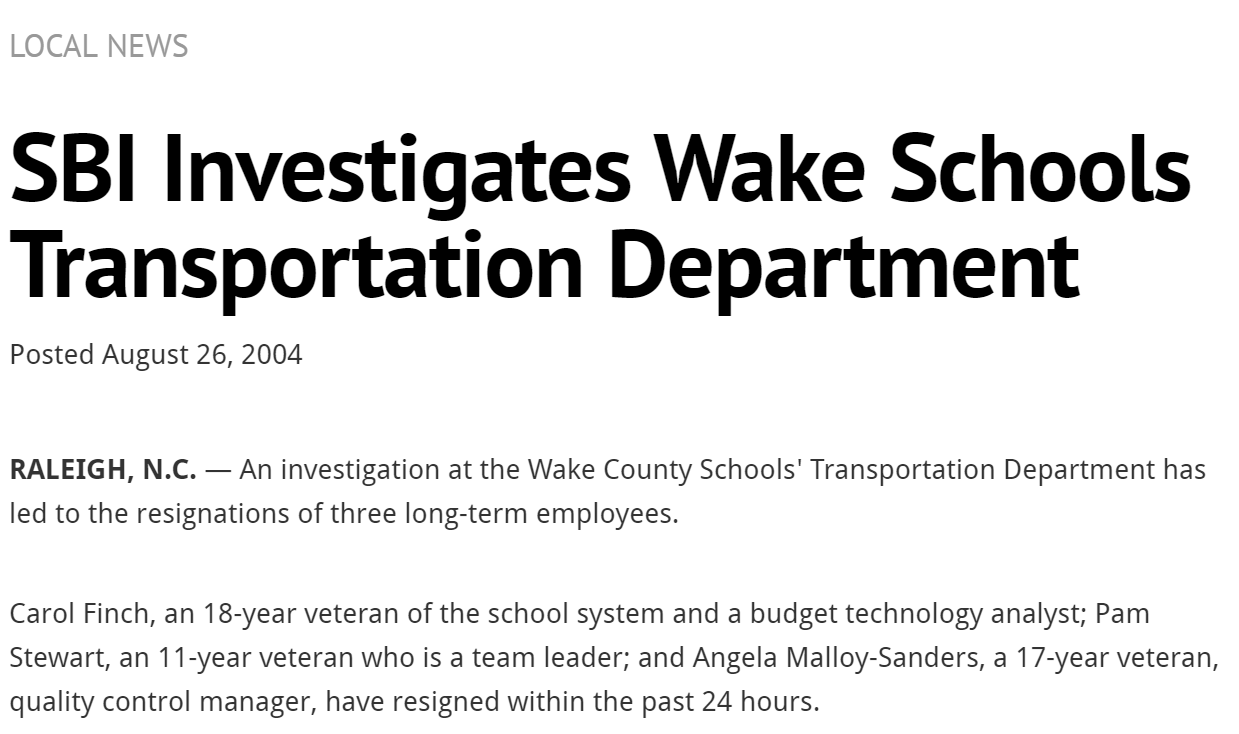 LOCAL NEWS
SBI Investigates Wake Schools
Transportation Department
Posted August 26, 2004
RALEIGH, N.C. — An investigation at the Wake County Schools' Transportation Department has
led to the resignations of three long-term employees.
Carol Finch, an 18-year veteran of the school system and a budget technology analyst; Pam
Stewart, an 11-year veteran who is a team leader; and Angela Malloy-Sanders, a 17-year veteran,
quality control manager, have resigned within the past 24 hours.